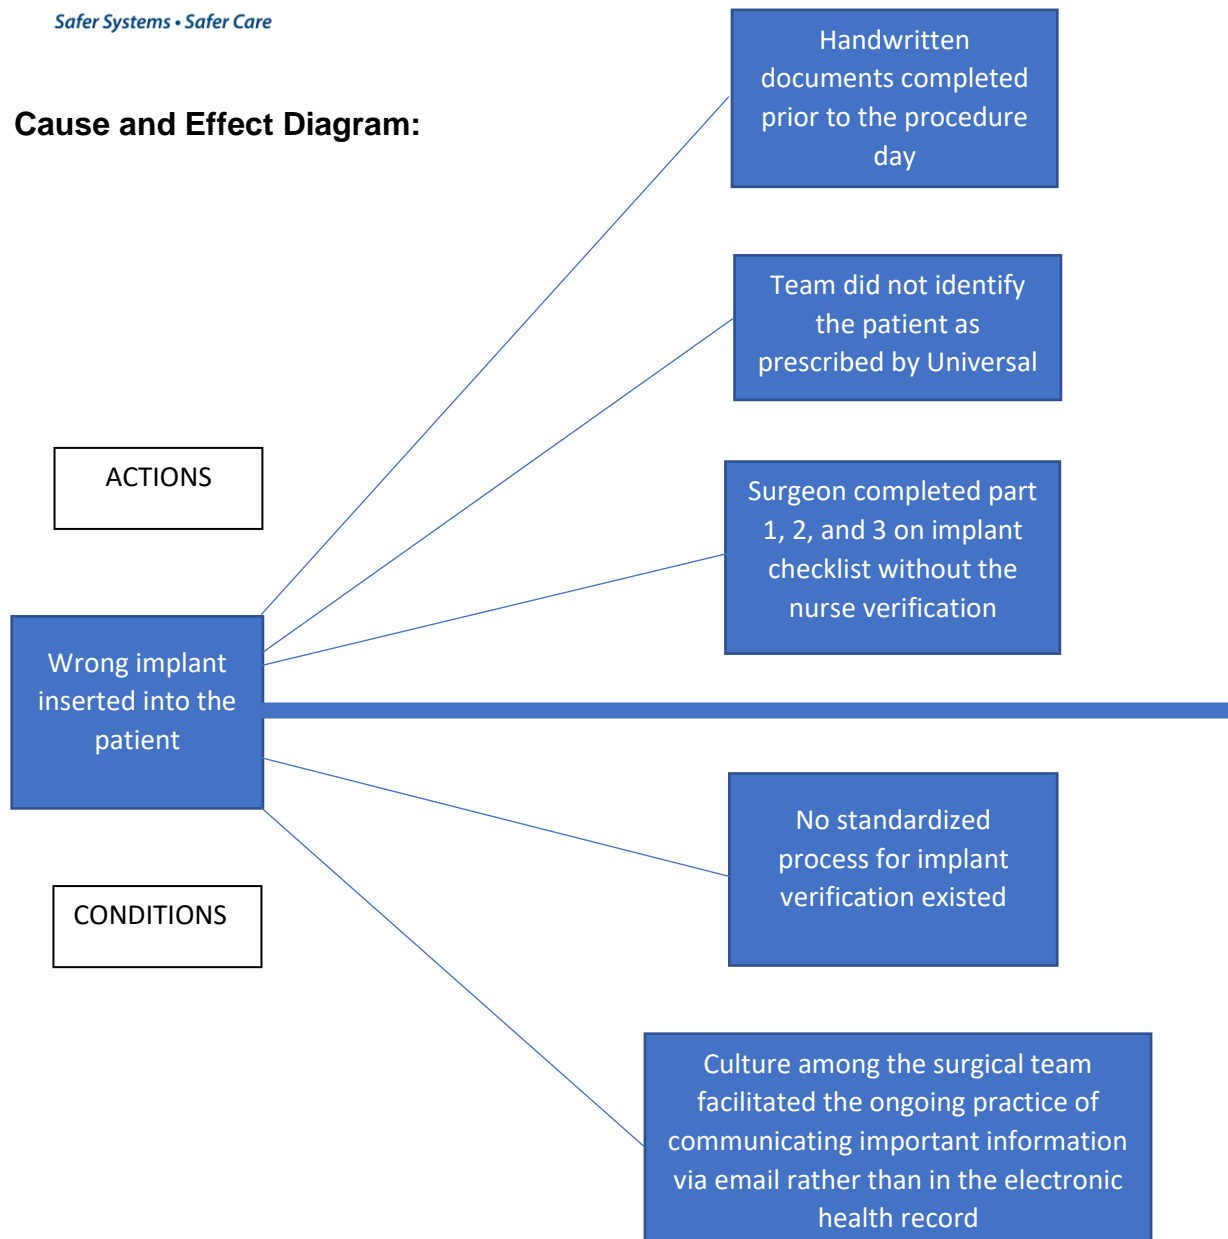 Safer Systems • Safer Care
Cause and Effect Diagram:
Handwritten
documents completed
prior to the procedure
day
Team did not identify
the patient as
prescribed by Universal
ACTIONS
Surgeon completed part
1, 2, and 3 on implant
checklist without the
nurse verification
Wrong implant
inserted into the
patient
No standardized
process for implant
verification existed
CONDITIONS
Culture among the surgical team
facilitated the ongoing practice of
communicating important information
via email rather than in the electronic
health record